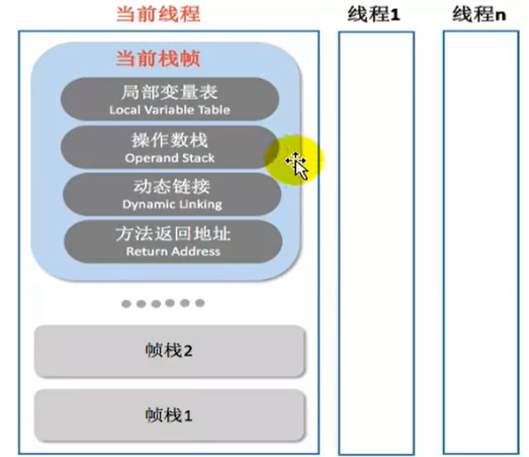 当前线程
线程1
线程n
当前栈帧
局部变量表
Local Variable Table
操作数栈
Operand Stack
动态链接
Dynamic Linking
方法返回地址
Return Address
帧栈2
帧栈1